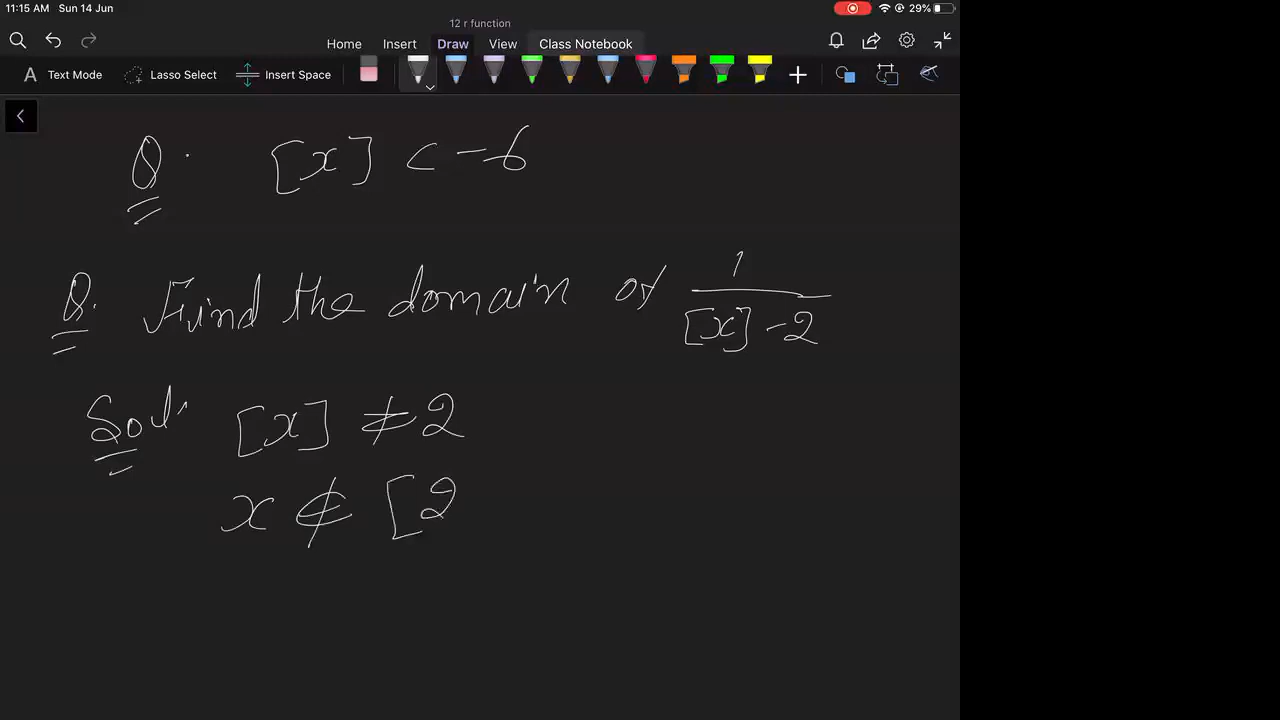 11:15 AM Sun 14 Jun 29%
12 r function
Home Insert Draw View Class Notebook
Text Mode Lasso Select Insert Space
Q. [x] < -6
Q. Find the domain of 1/([x] - 2)
Sol. [x] ≠ 2
x ∉ [2